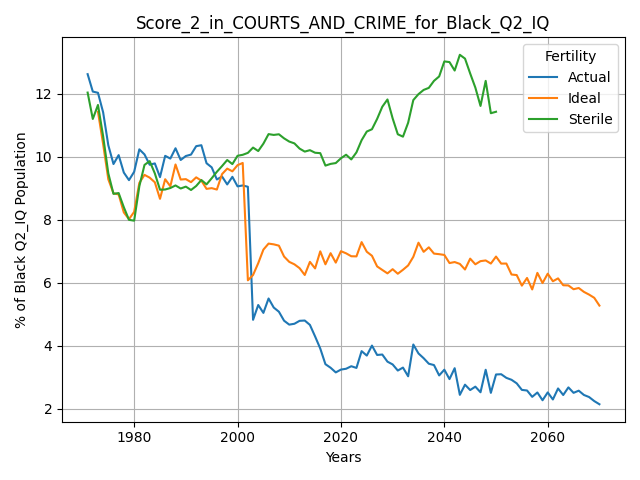 Score_2_in_COURTS_AND_CRIME_for_Black_Q2_IQ
Fertility
Actual
Ideal
Sterile
% of Black Q2_IQ Population
12
10
8
6
4
2
1980
2000
2020
2040
2060
Years